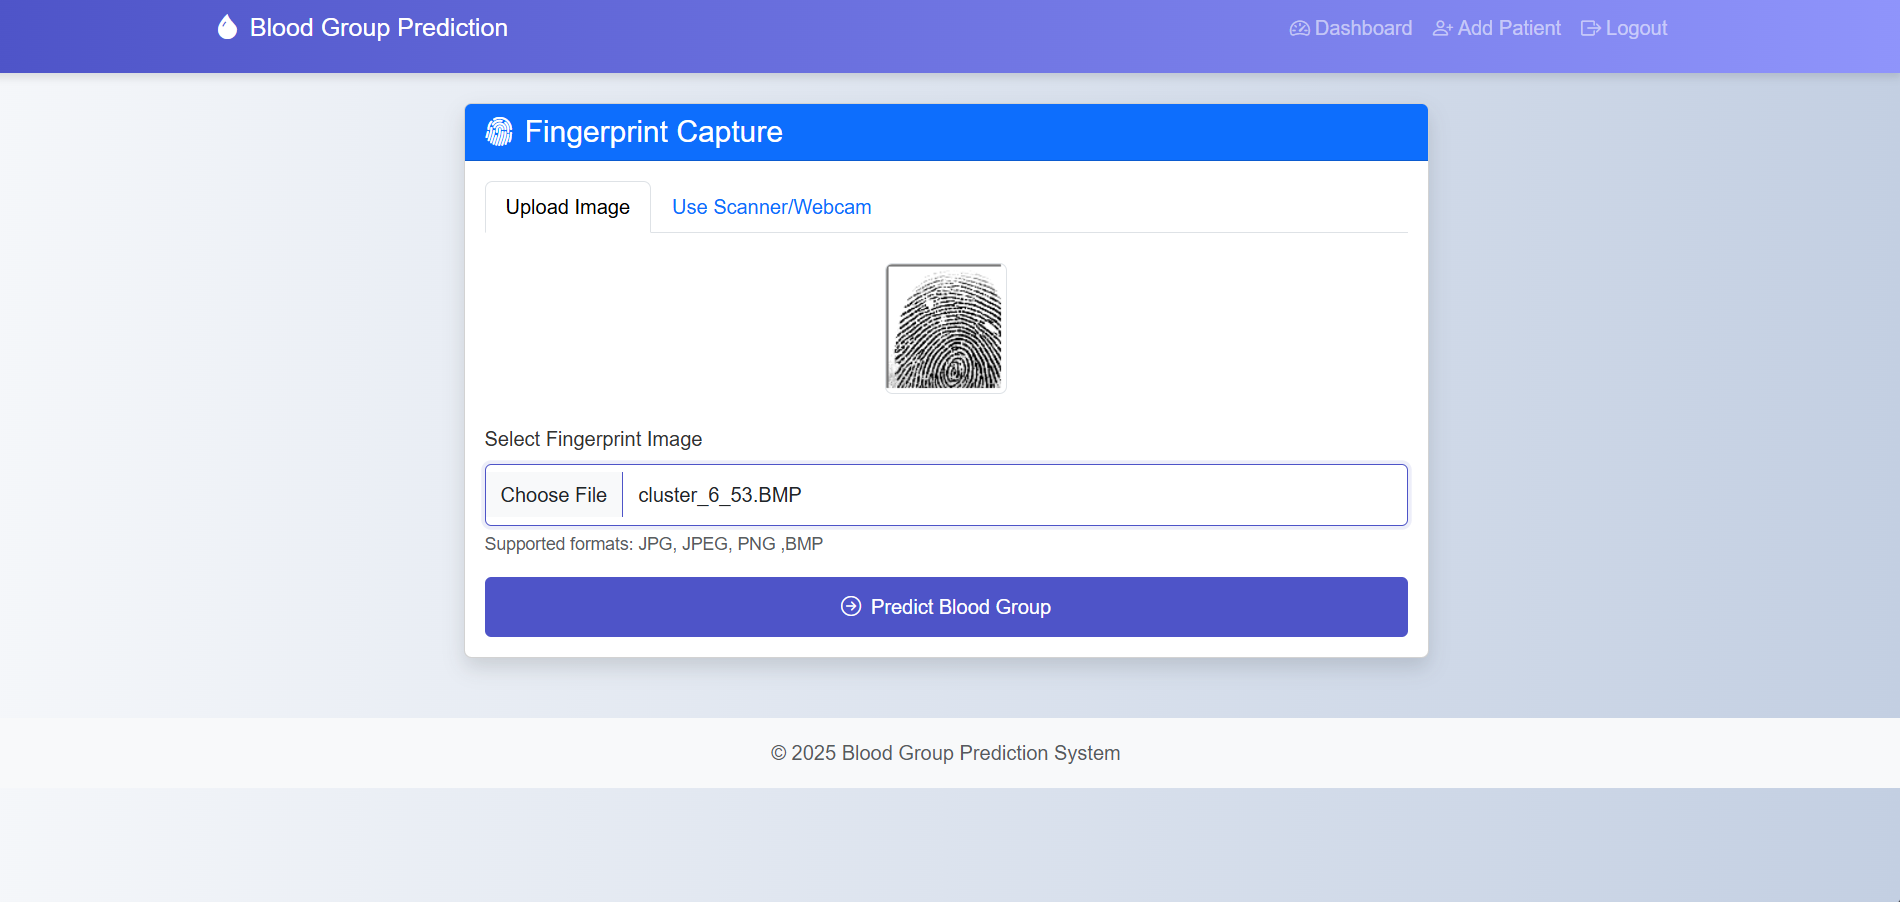 Blood Group Prediction
Dashboard Add Patient Logout
Fingerprint Capture
Upload Image Use Scanner/Webcam
Select Fingerprint Image
Choose File cluster_6_53.BMP
Supported formats: JPG, JPEG, PNG ,BMP
Predict Blood Group
© 2025 Blood Group Prediction System